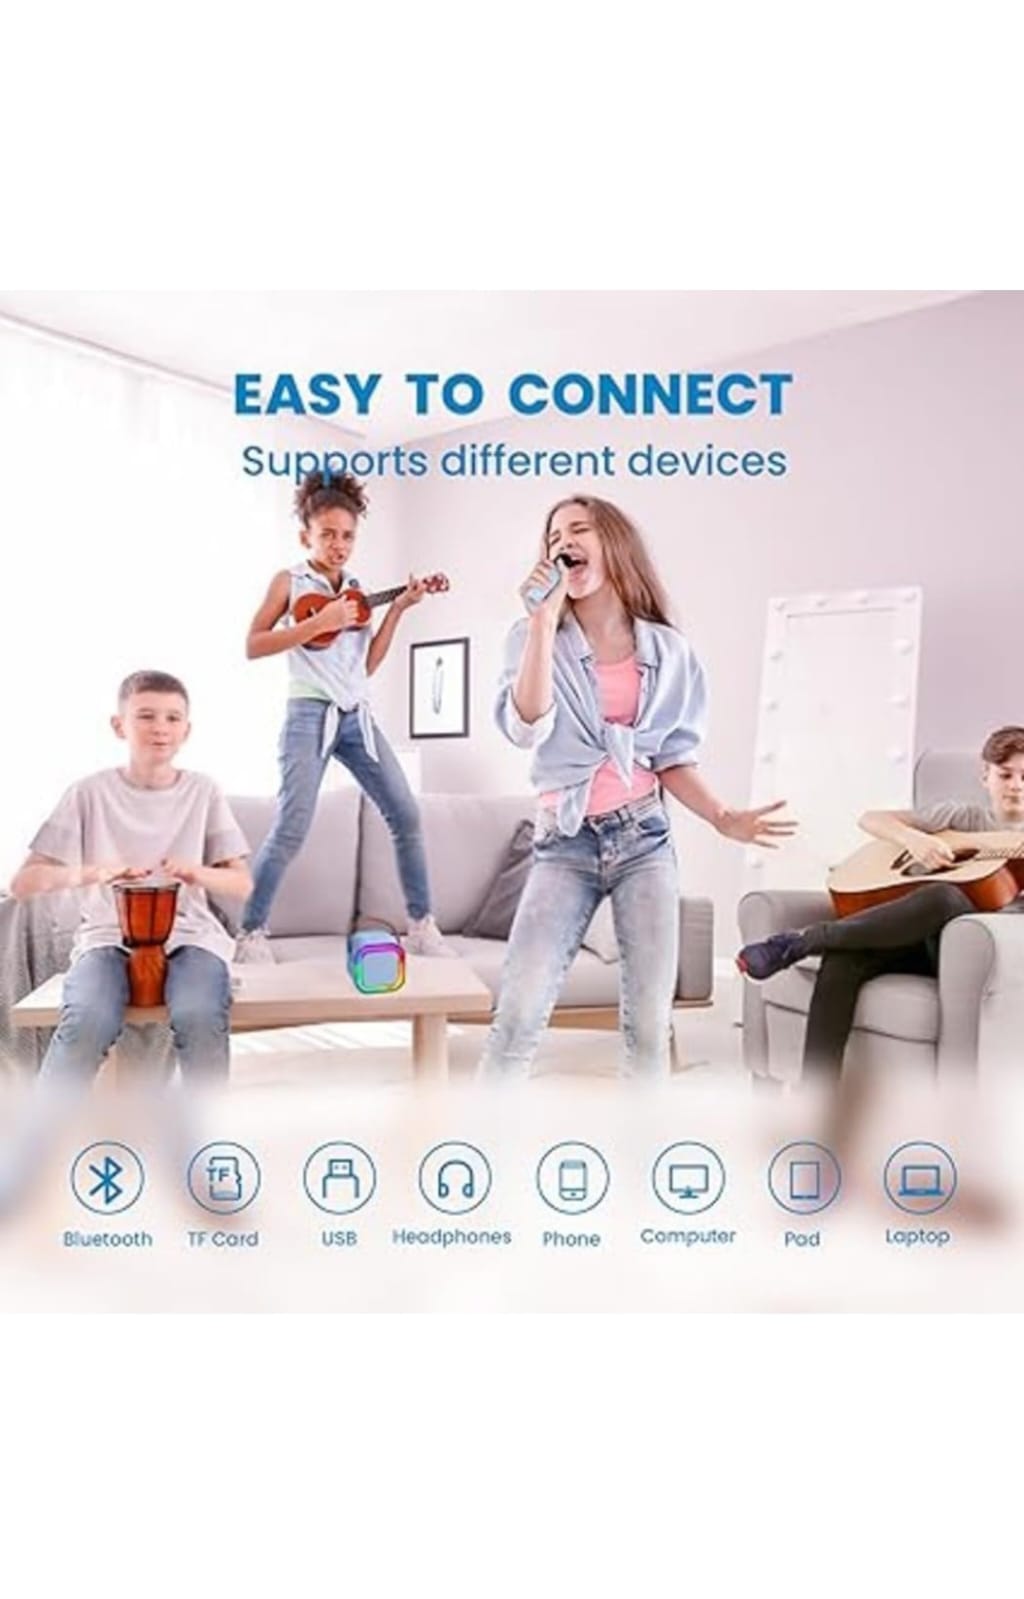 EASY TO CONNECT
Supports different devices
TF
Bluetooth
TF Card
USB
Headphones
Phone
Computer
Pad
Laptop